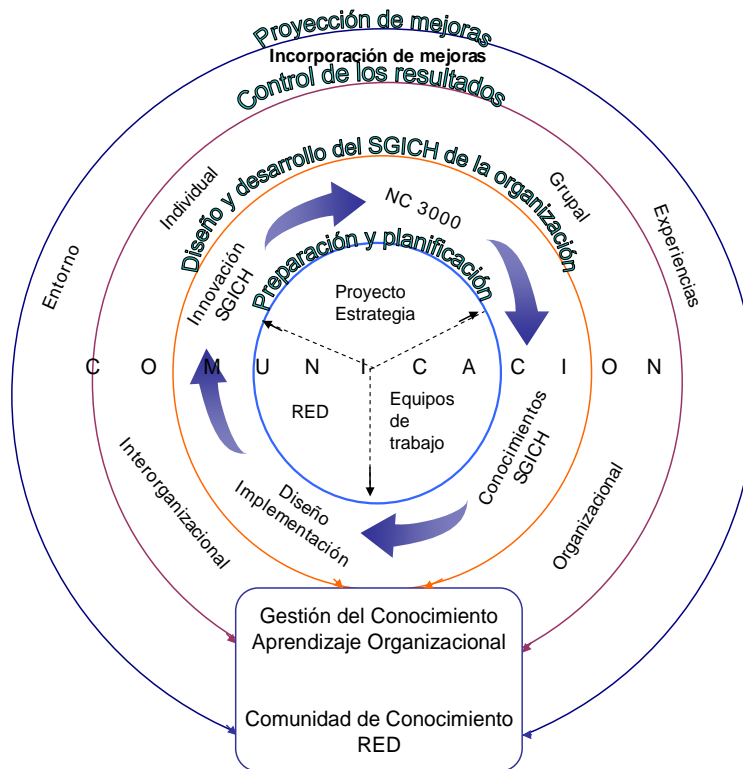 Proyección de mejoras
Incorporación de mejoras
Control de los resultados
Diseño y desarrollo del SGICH de la organización
Individual
Grupal
NC 3000
Preparación y planificación
Entorno
Experiencias
Innovación
SGICH
Proyecto
Estrategia
C O M U N I C A C I O N
RED
Equipos
de
trabajo
Conocimientos
SGICH
Diseño
Implementación
Interorganizacional
Organizacional
Gestión del Conocimiento
Aprendizaje Organizacional
Comunidad de Conocimiento
RED